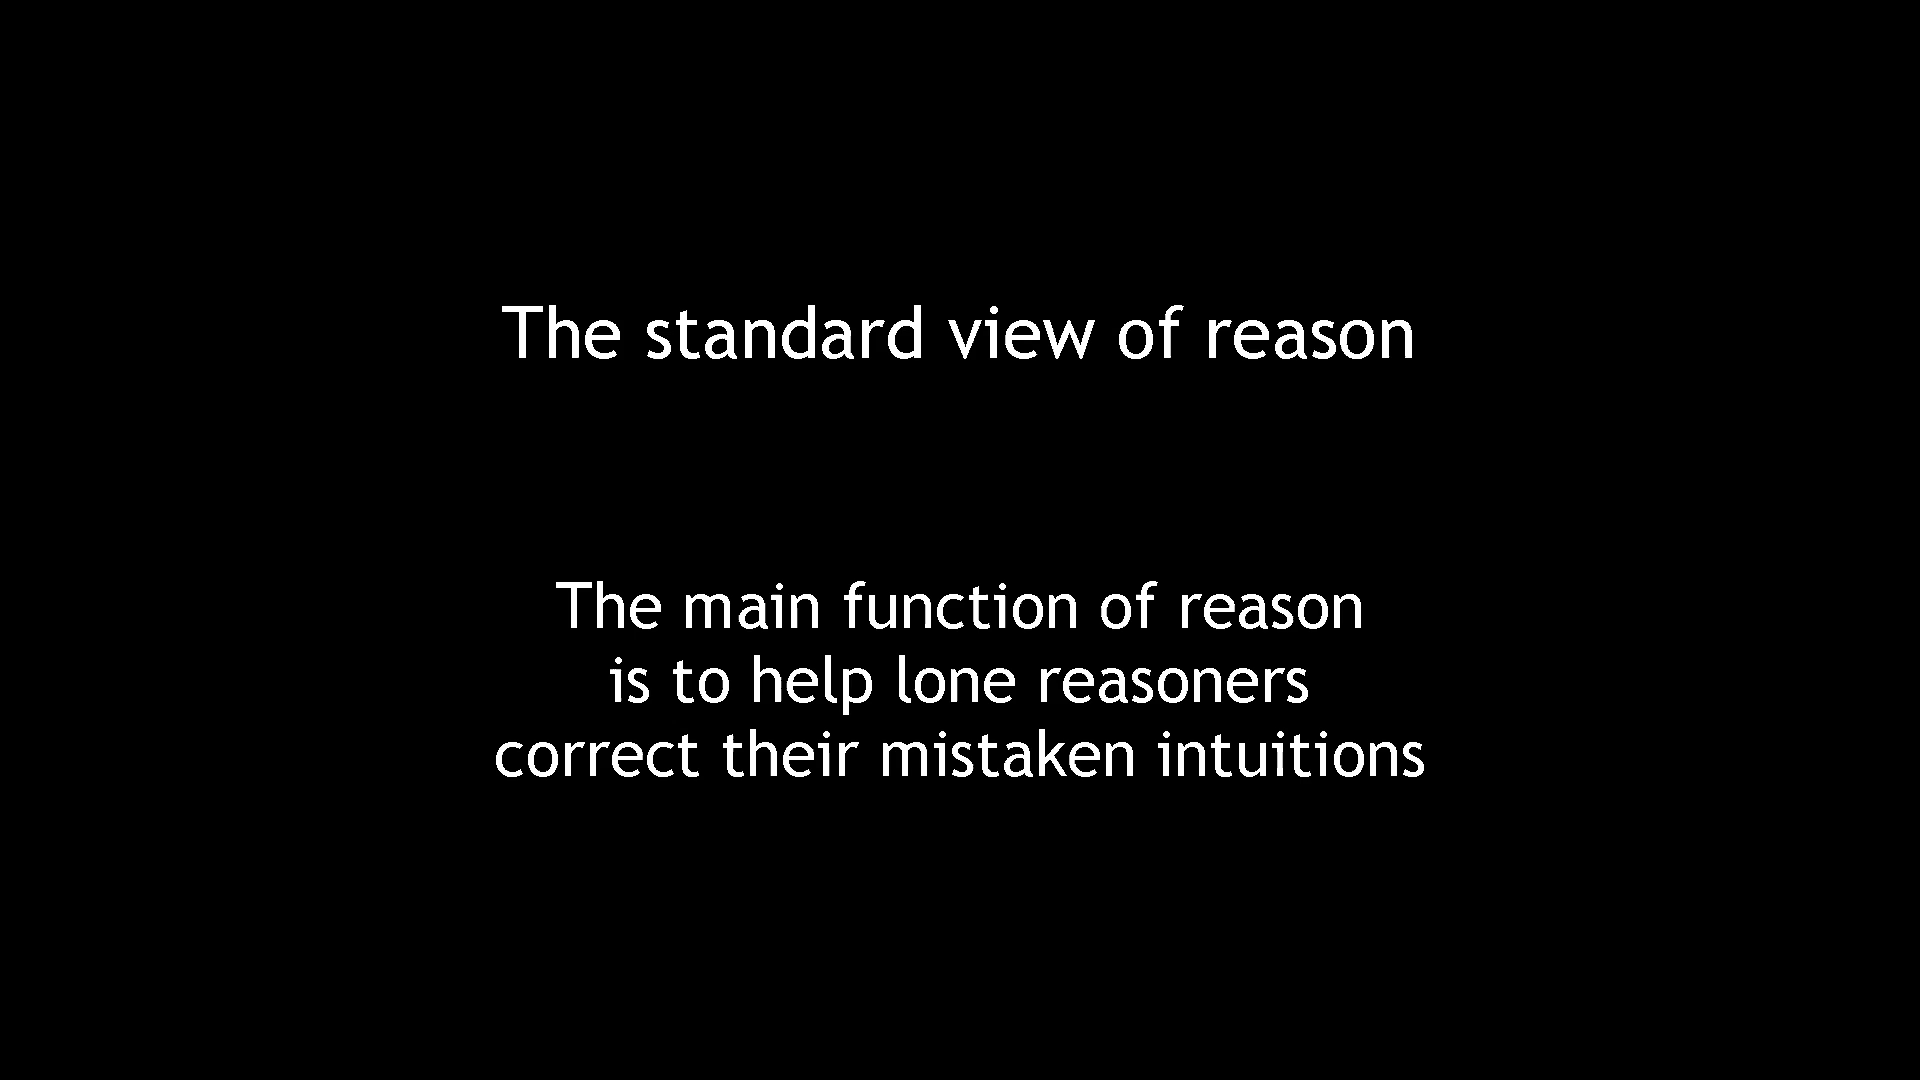 The standard view of reason
The main function of reason
is to help lone reasoners
correct their mistaken intuitions